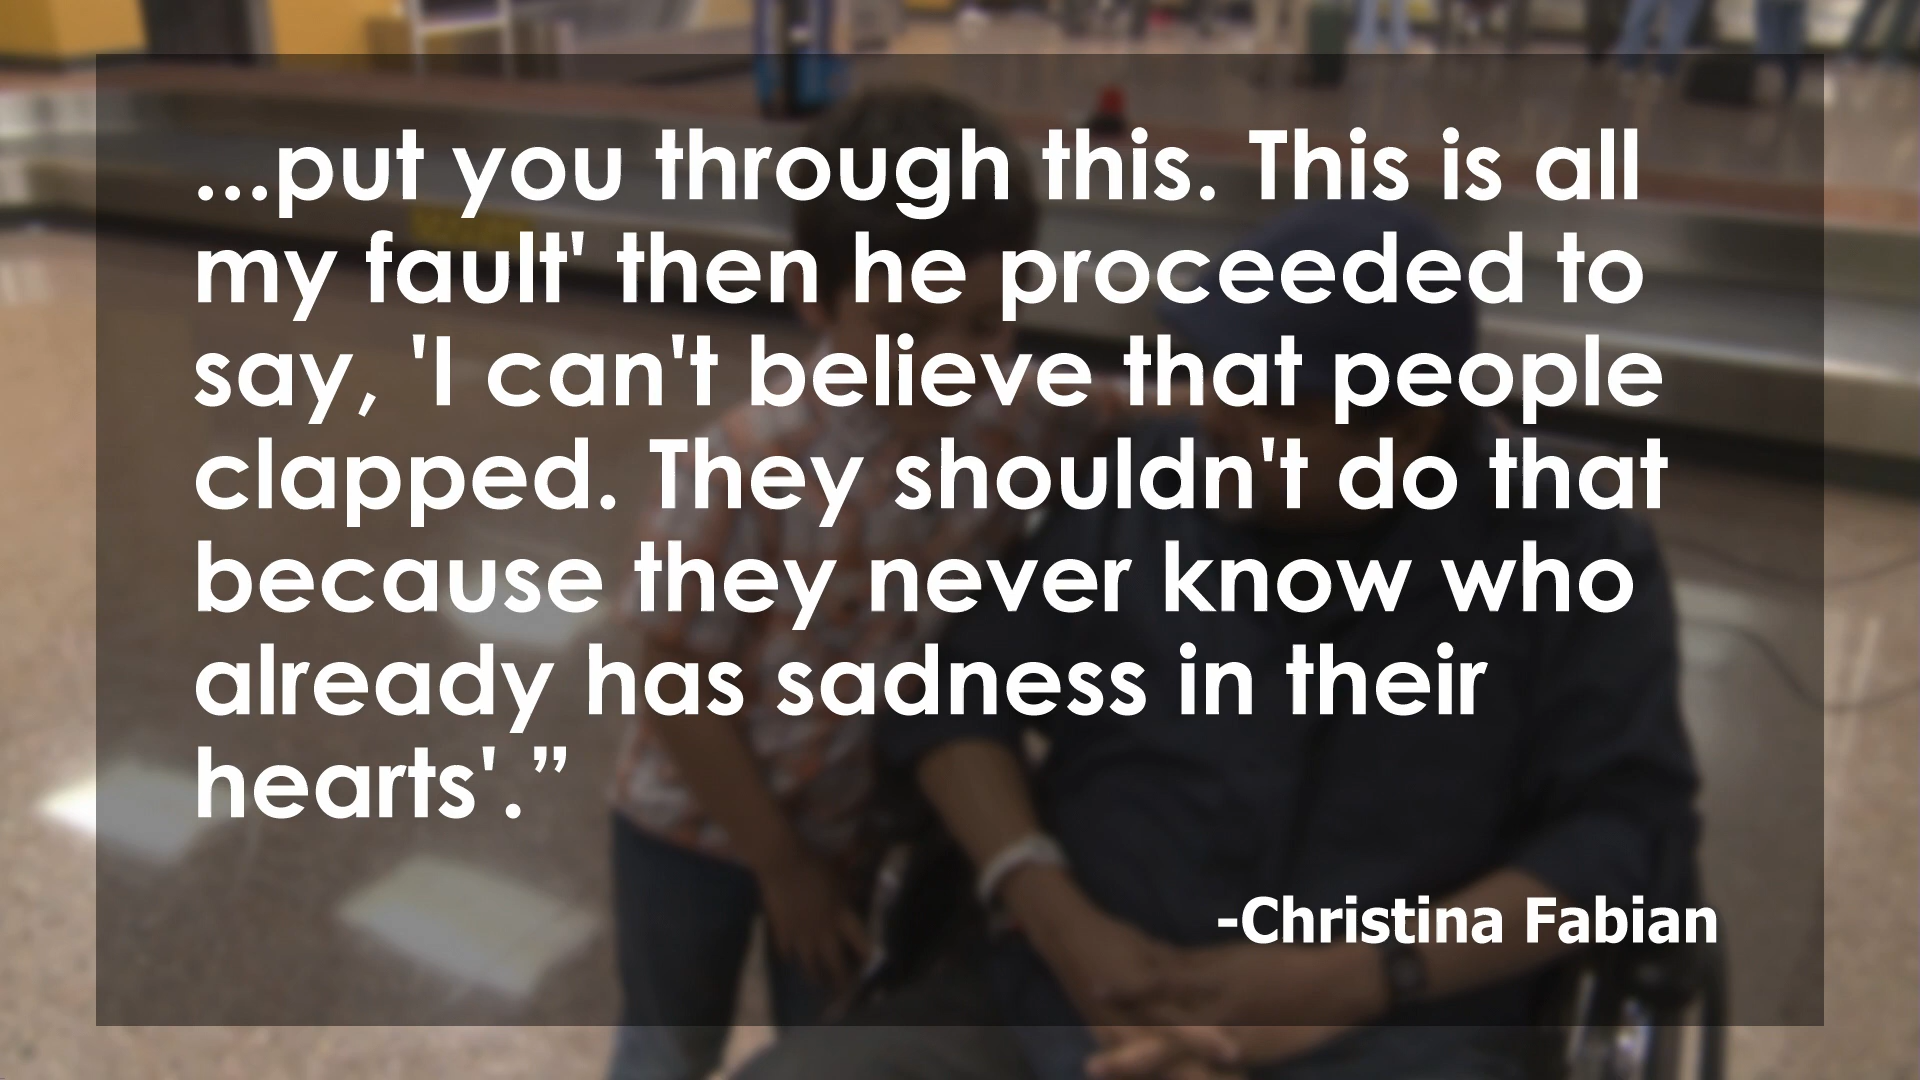 ...put you through this. This is all
my fault' then he proceeded to
say, 'I can't believe that people
clapped. They shouldn't do that
because they never know who
already has sadness in their
hearts'.”
-Christina Fabian